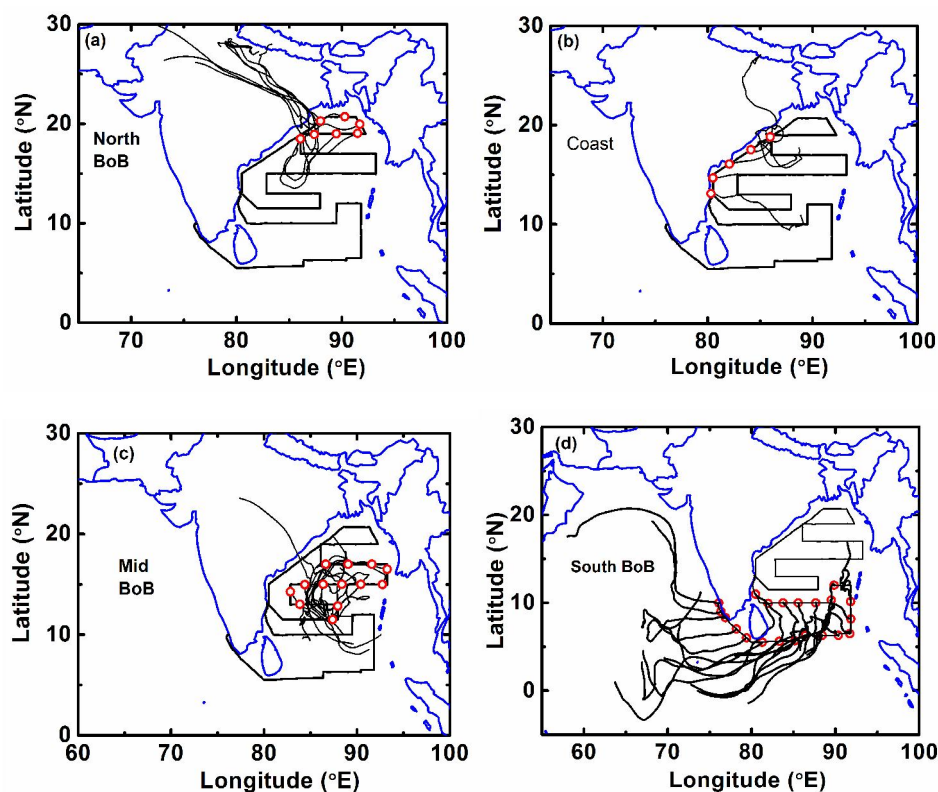 (a)
30
20
10
0
Latitude (°N)
North
BoB
70 80 90 100
Longitude (°E)
(b)
30
20
10
0
Latitude (°N)
Coast
70 80 90 100
Longitude (°E)
(c)
30
20
10
0
Latitude (°N)
Mid
BoB
60 70 80 90 100
Longitude (°E)
(d)
30
20
10
0
Latitude (°N)
South BoB
60 70 80 90 100
Longitude (°E)